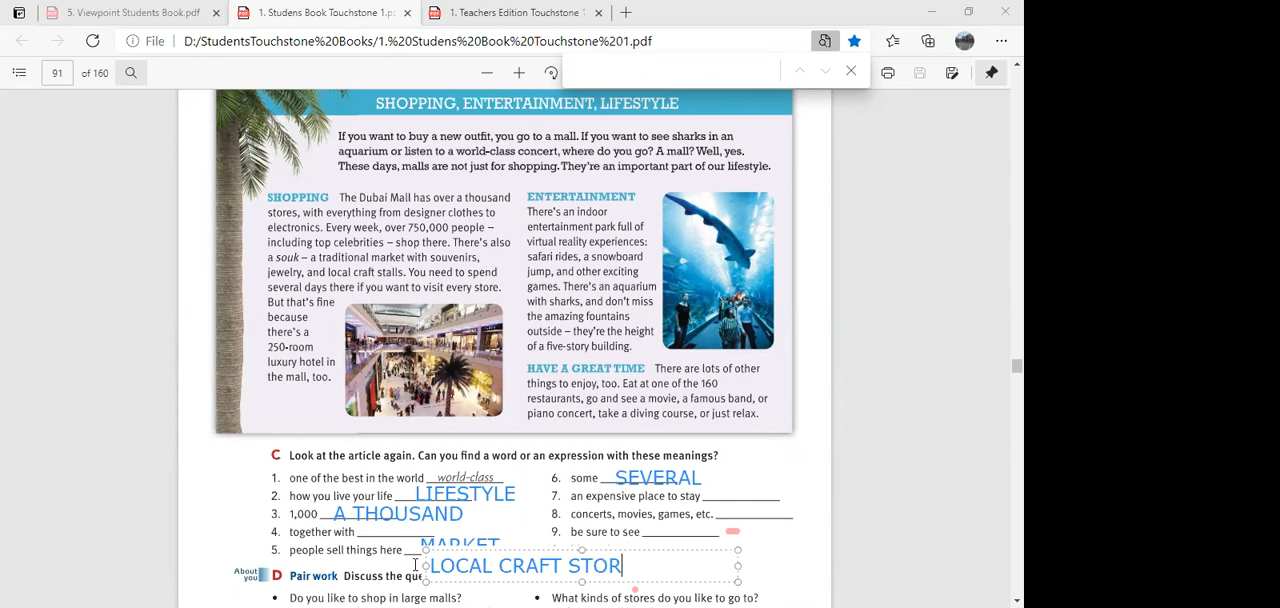 5. Viewpoint Students Book.pdf
1. Studens Book Touchstone 1.p
1. Teachers Edition Touchstone
File D:/StudentsTouchstone%20Books/1.%20Studens%20Book%20Touchstone%201.pdf
91 of 160
SHOPPING, ENTERTAINMENT, LIFESTYLE
If you want to buy a new outfit, you go to a mall. If you want to see sharks in an
aquarium or listen to a world-class concert, where do you go? A mall? Well, yes.
These days, malls are not just for shopping. They're an important part of our lifestyle.
SHOPPING The Dubai Mall has over a thousand
stores, with everything from designer clothes to
electronics. Every week, over 750,000 people –
including top celebrities – shop there. There's also
a souk – a traditional market with souvenirs,
jewelry, and local craft stalls. You need to spend
several days there if you want to visit every store.
But that's fine
because
there's a
250-room
luxury hotel in
the mall, too.
ENTERTAINMENT
There's an indoor
entertainment park full of
virtual reality experiences:
safari rides, a snowboard
jump, and other exciting
games. There's an aquarium
with sharks, and don't miss
the amazing fountains
outside – they're the height
of a five-story building.
HAVE A GREAT TIME There are lots of other
things to enjoy, too. Eat at one of the 160
restaurants, go and see a movie, a famous band, or
piano concert, take a diving course, or just relax.
C Look at the article again. Can you find a word or an expression with these meanings?
1. one of the best in the world world-class
2. how you live your life LIFESTYLE
3. 1,000 A THOUSAND
4. together with
5. people sell things here MARKET
LOCAL CRAFT STOR
6. some SEVERAL
7. an expensive place to stay
8. concerts, movies, games, etc.
9. be sure to see
About you D Pair work Discuss the que
• Do you like to shop in large malls?
• What kinds of stores do you like to go to?